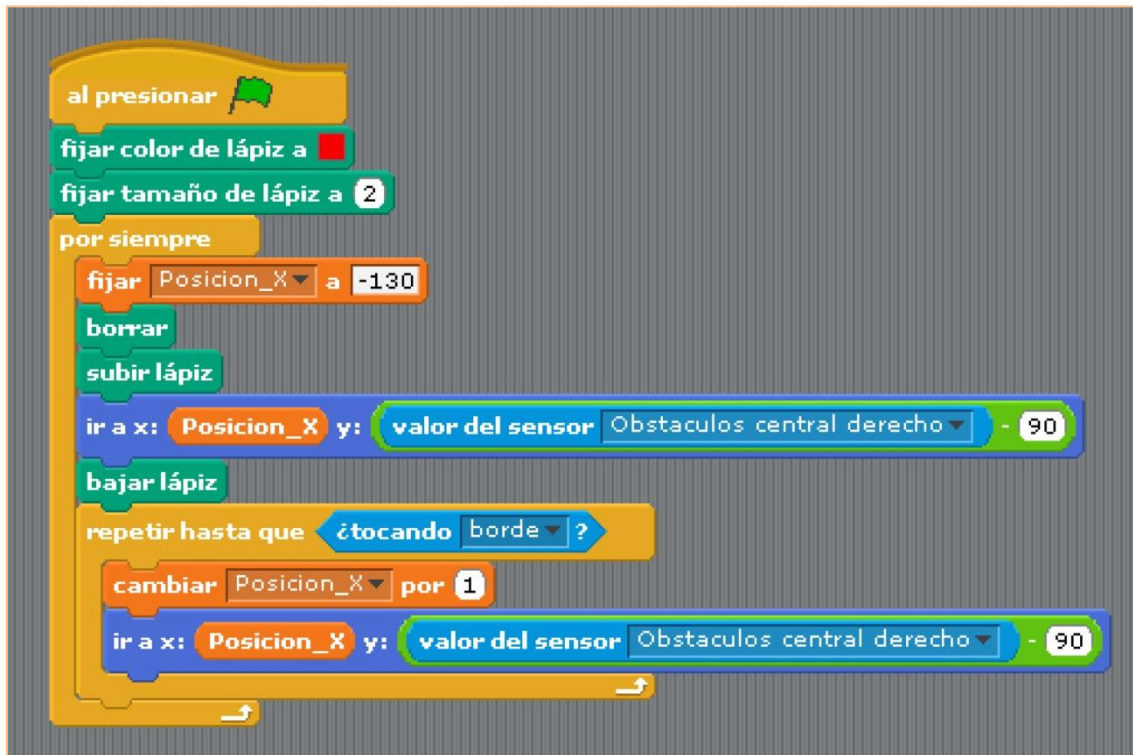 al presionar
fijar color de lápiz a
fijar tamaño de lápiz a 2
por siempre
fijar Posicion_X a -130
borrar
subir lápiz
ir a x: Posicion_X y: valor del sensor Obstaculos central derecho - 90
bajar lápiz
repetir hasta que ¿tocando borde ?
cambiar Posicion_X por 1
ir a x: Posicion_X y: valor del sensor Obstaculos central derecho - 90